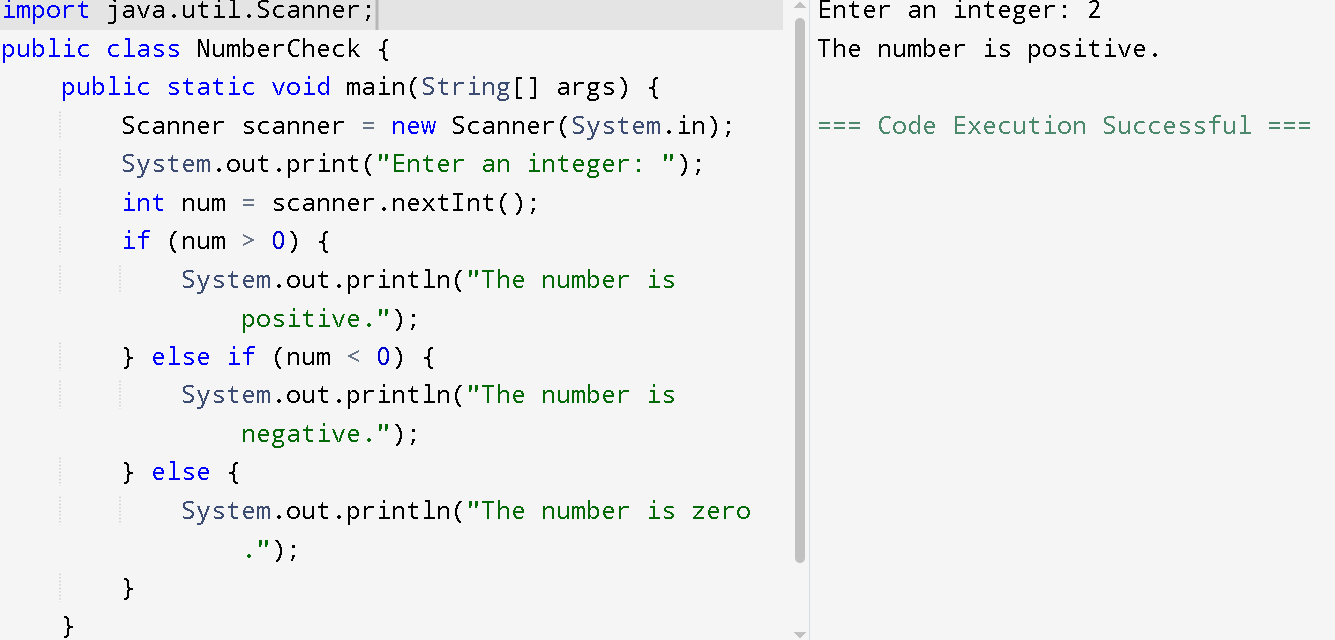 import java.util.Scanner;
public class NumberCheck {
    public static void main(String[] args) {
        Scanner scanner = new Scanner(System.in);
        System.out.print("Enter an integer: ");
        int num = scanner.nextInt();
        if (num > 0) {
            System.out.println("The number is
                positive.");
        } else if (num < 0) {
            System.out.println("The number is
                negative.");
        } else {
            System.out.println("The number is zero
                .");
        }
    }
Enter an integer: 2
The number is positive.
=== Code Execution Successful ===